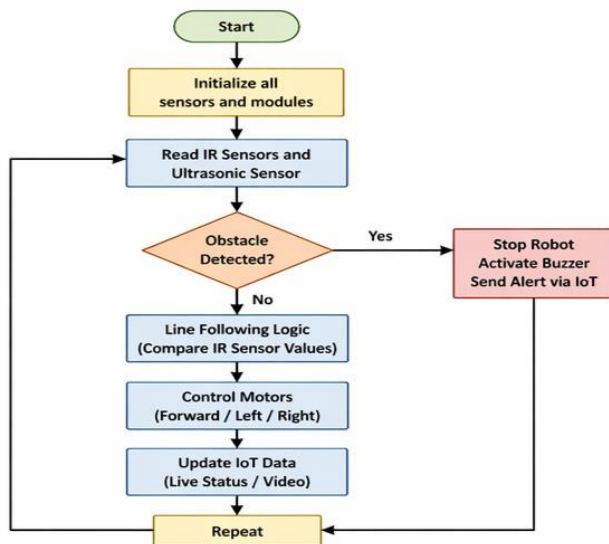 Start
Initialize all
sensors and modules
Read IR Sensors and
Ultrasonic Sensor
Obstacle
Detected?
Yes
Stop Robot
Activate Buzzer
Send Alert via IoT
No
Line Following Logic
(Compare IR Sensor Values)
Control Motors
(Forward / Left / Right)
Update IoT Data
(Live Status / Video)
Repeat